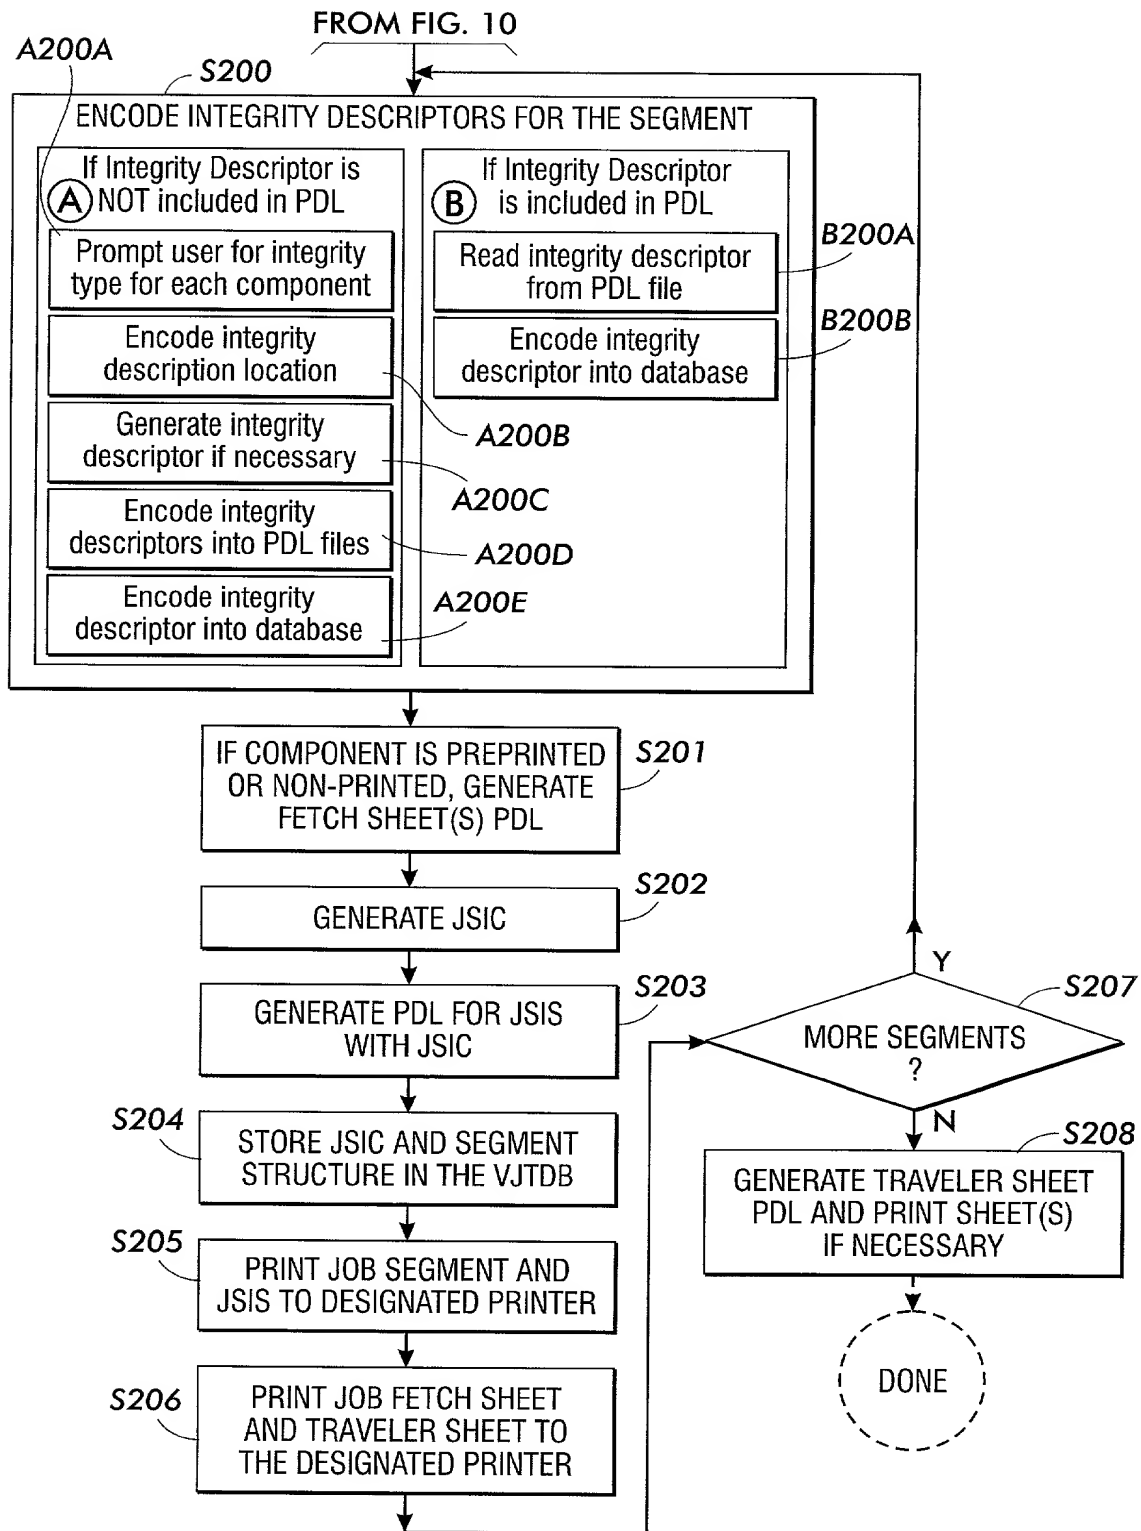 FROM FIG. 10
A200A
S200
ENCODE INTEGRITY DESCRIPTORS FOR THE SEGMENT
If Integrity Descriptor is
A NOT included in PDL
Prompt user for integrity
type for each component
Encode integrity
description location
A200B
Generate integrity
descriptor if necessary
A200C
Encode integrity
descriptors into PDL files
A200D
Encode integrity
descriptor into database
A200E
If Integrity Descriptor
B is included in PDL
Read integrity descriptor
from PDL file
B200A
Encode integrity
descriptor into database
B200B
IF COMPONENT IS PREPRINTED
OR NON-PRINTED, GENERATE
FETCH SHEET(S) PDL
S201
GENERATE JSIC
S202
GENERATE PDL FOR JSIS
WITH JSIC
S203
STORE JSIC AND SEGMENT
STRUCTURE IN THE VJTDB
S204
PRINT JOB SEGMENT AND
JSIS TO DESIGNATED PRINTER
S205
PRINT JOB FETCH SHEET
AND TRAVELER SHEET TO
THE DESIGNATED PRINTER
S206
Y
S207
MORE SEGMENTS
?
N
S208
GENERATE TRAVELER SHEET
PDL AND PRINT SHEET(S)
IF NECESSARY
DONE